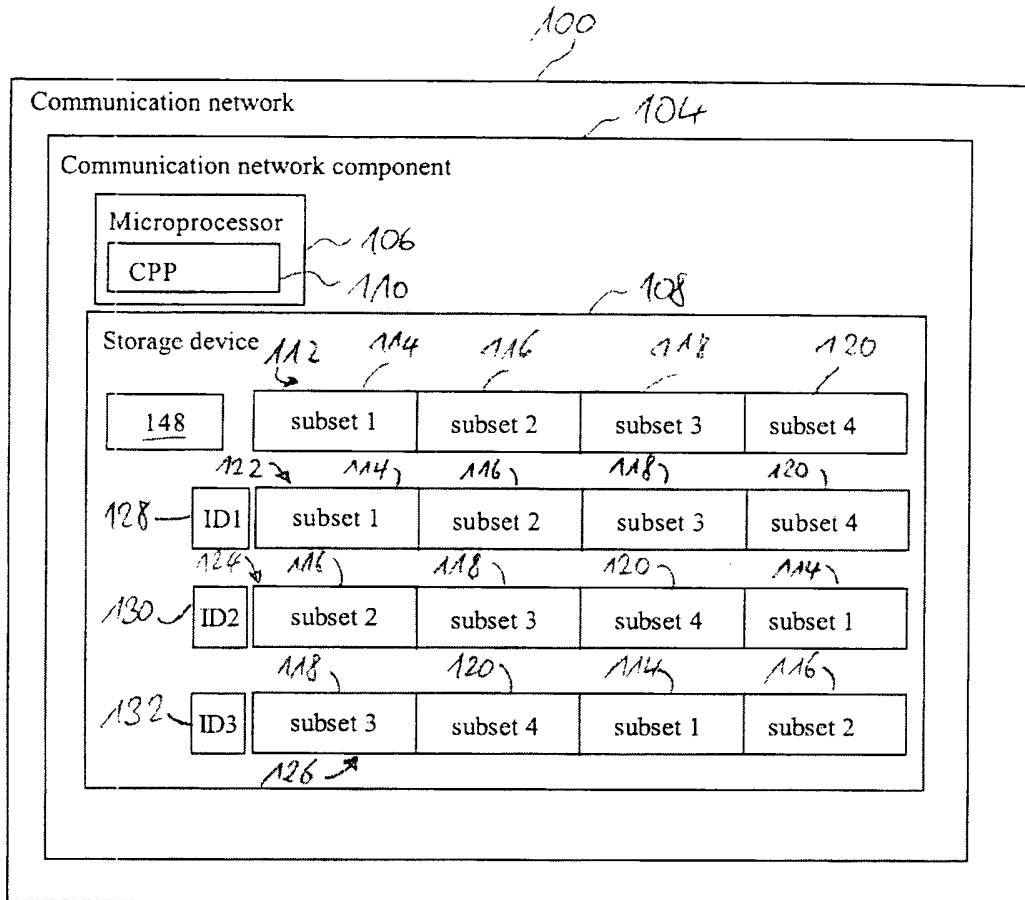 100
Communication network
104
Communication network component
Microprocessor
106
CPP
110
108
Storage device
112 114 116 118 120
148 subset 1 subset 2 subset 3 subset 4
122 114 116 118 120
128 ID1 subset 1 subset 2 subset 3 subset 4
124 116 118 120 114
130 ID2 subset 2 subset 3 subset 4 subset 1
118 120 114 116
132 ID3 subset 3 subset 4 subset 1 subset 2
126